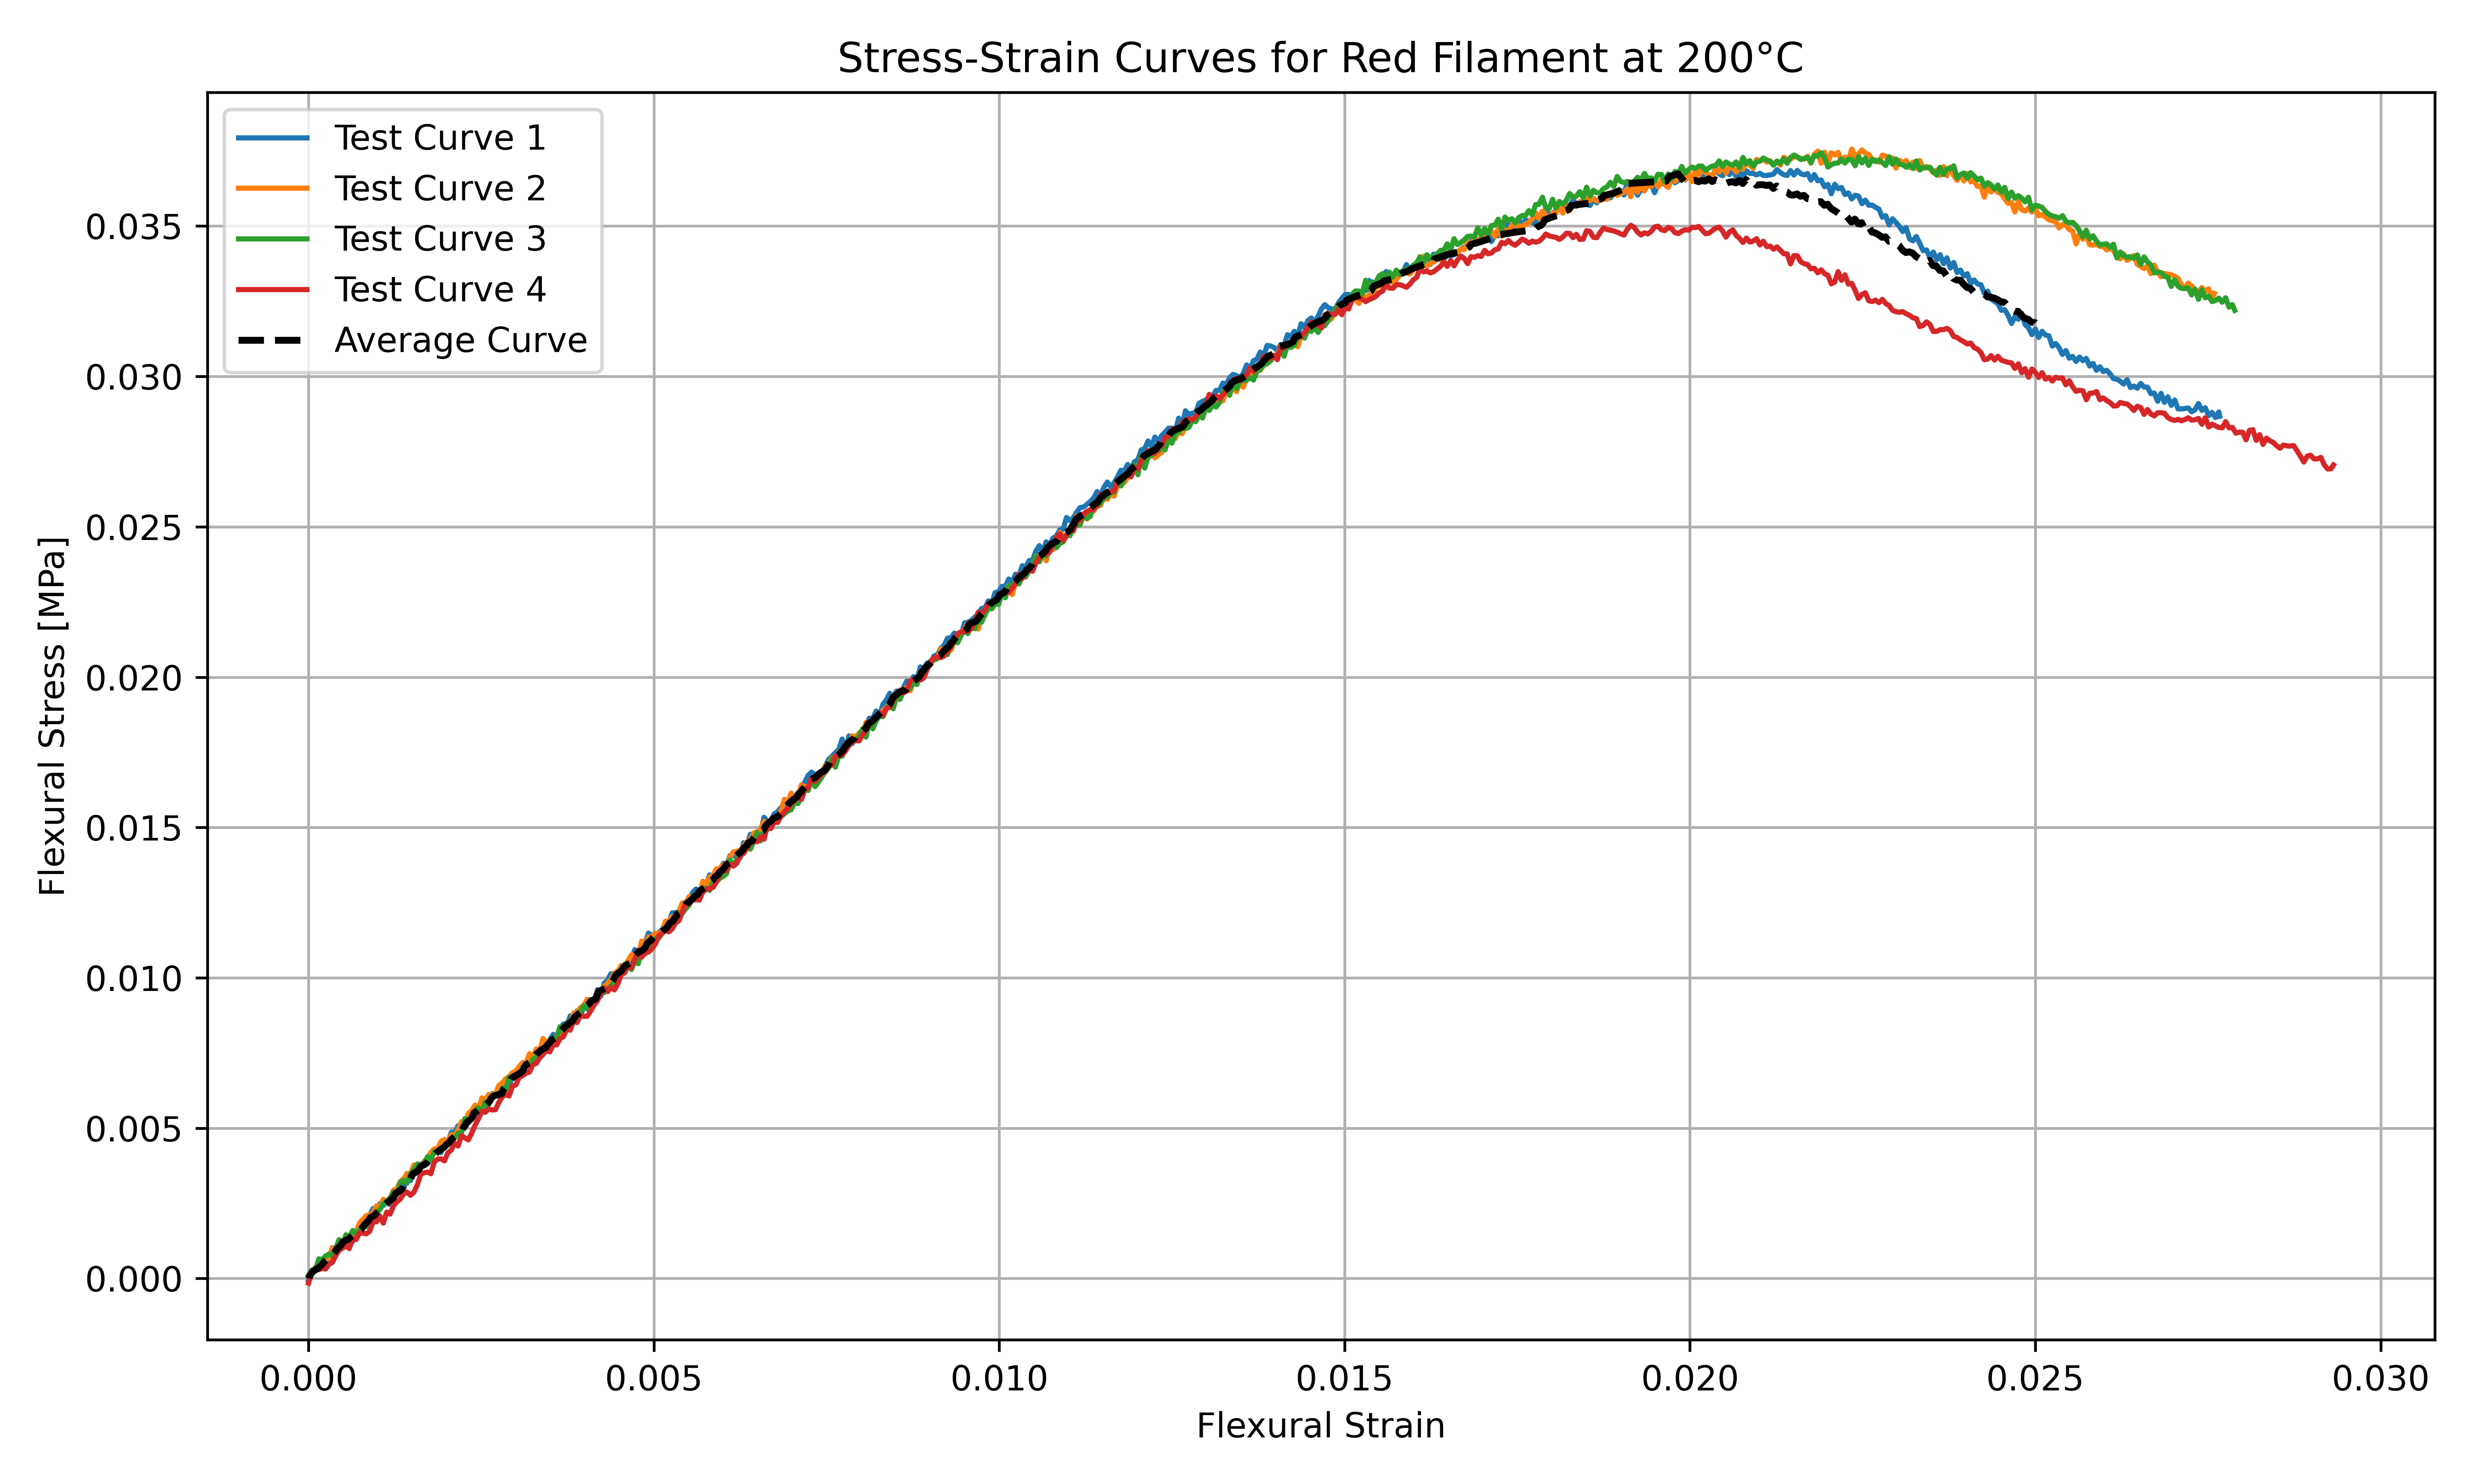 Stress-Strain Curves for Red Filament at 200°C
Test Curve 1
Test Curve 2
Test Curve 3
Test Curve 4
Average Curve
Flexural Stress [MPa]
0.035
0.030
0.025
0.020
0.015
0.010
0.005
0.000
0.000 0.005 0.010 0.015 0.020 0.025 0.030
Flexural Strain